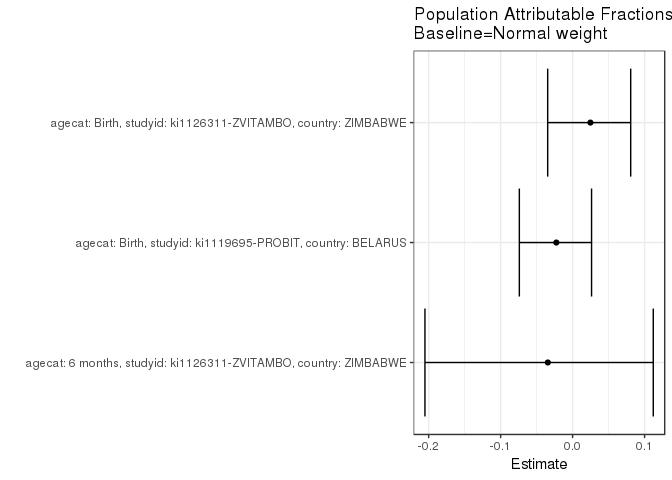 Population Attributable Fractions
Baseline=Normal weight
agecat: Birth, studyid: ki1126311-ZVITAMBO, country: ZIMBABWE
agecat: Birth, studyid: ki1119695-PROBIT, country: BELARUS
agecat: 6 months, studyid: ki1126311-ZVITAMBO, country: ZIMBABWE
-0.2 -0.1 0.0 0.1
Estimate